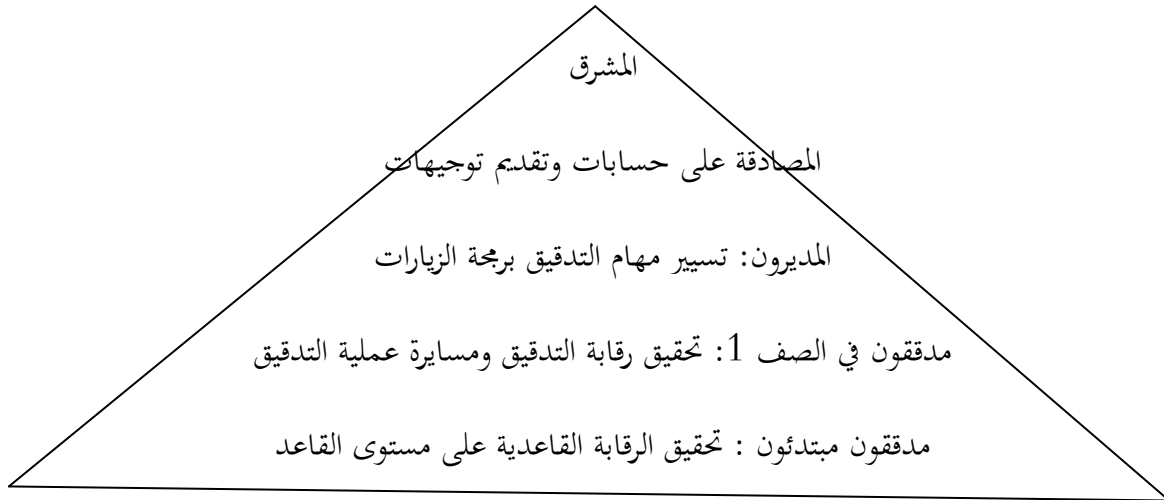 المشرق
المصادقة على حسابات وتقديم توجيهات
المديرون: تسيير مهام التدقيق برمجة الزيارات
مدققون في الصف 1: تحقيق رقابة التدقيق ومسايرة عملية التدقيق
مدققون مبتدئون : تحقيق الرقابة القاعدية على مستوى القاعد